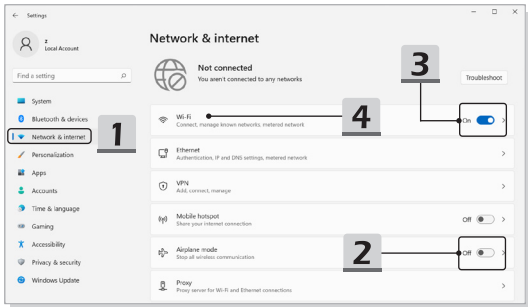 Settings
z
Local Account
Find a setting
System
Bluetooth & devices
Network & internet
Personalization
Apps
Accounts
Time & language
Gaming
Accessibility
Privacy & security
Windows Update
1
Network & internet
Not connected
You aren't connected to any networks
Troubleshoot
3
Wi-Fi
Connect, manage known networks, metered network
4
On
Ethernet
Authentication, IP and DNS settings, metered network
VPN
Add, connect, manage
Mobile hotspot
Share your internet connection
Off
Airplane mode
Stop all wireless communication
2
Off
Proxy
Proxy server for Wi-Fi and Ethernet connections